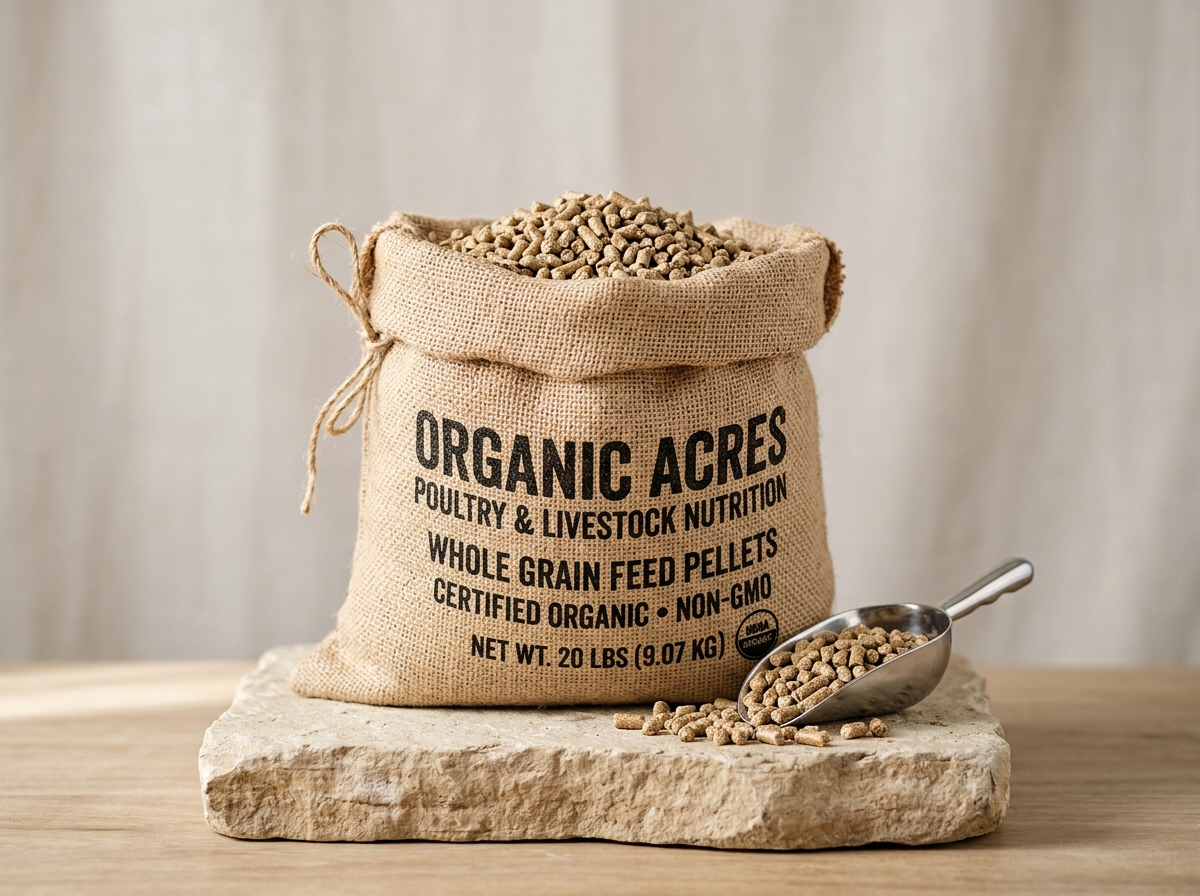 ORGANIC ACRES
POULTRY & LIVESTOCK NUTRITION
WHOLE GRAIN FEED PELLETS
CERTIFIED ORGANIC • NON-GMO
NET WT. 20 LBS (9.07 KG)